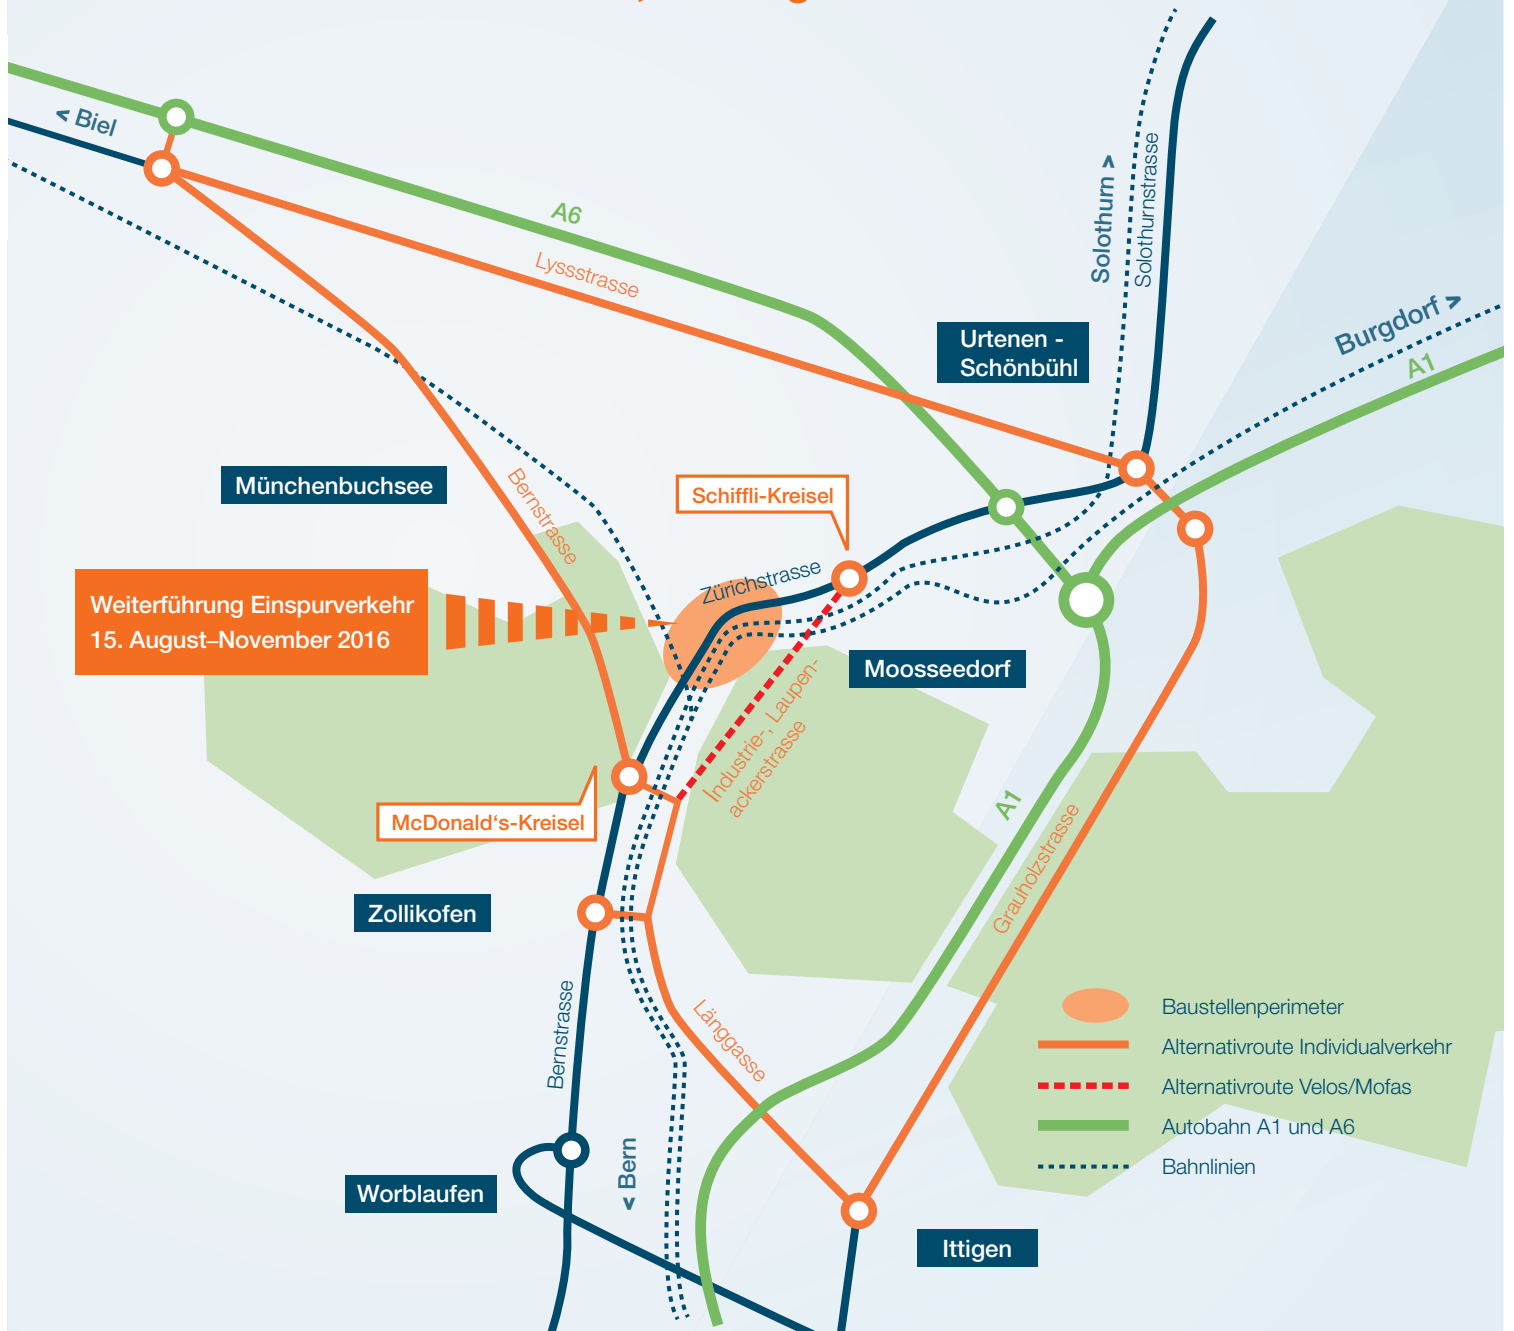 < Biel
A6
Lyssstrasse
Solothurn >
Solothurnstrasse
Urtenen -
Schönbühl
Burgdorf >
A1
Münchenbuchsee
Bernstrasse
Schiffli-Kreisel
Zürichstrasse
Weiterführung Einspurverkehr
15. August–November 2016
Moosseedorf
Industrie-, Laupen-
ackerstrasse
McDonald‘s-Kreisel
A1
Grauholzstrasse
Zollikofen
Bernstrasse
Länggasse
Baustellenperimeter
Alternativroute Individualverkehr
Alternativroute Velos/Mofas
Autobahn A1 und A6
Bahnlinien
< Bern
Worblaufen
Ittigen